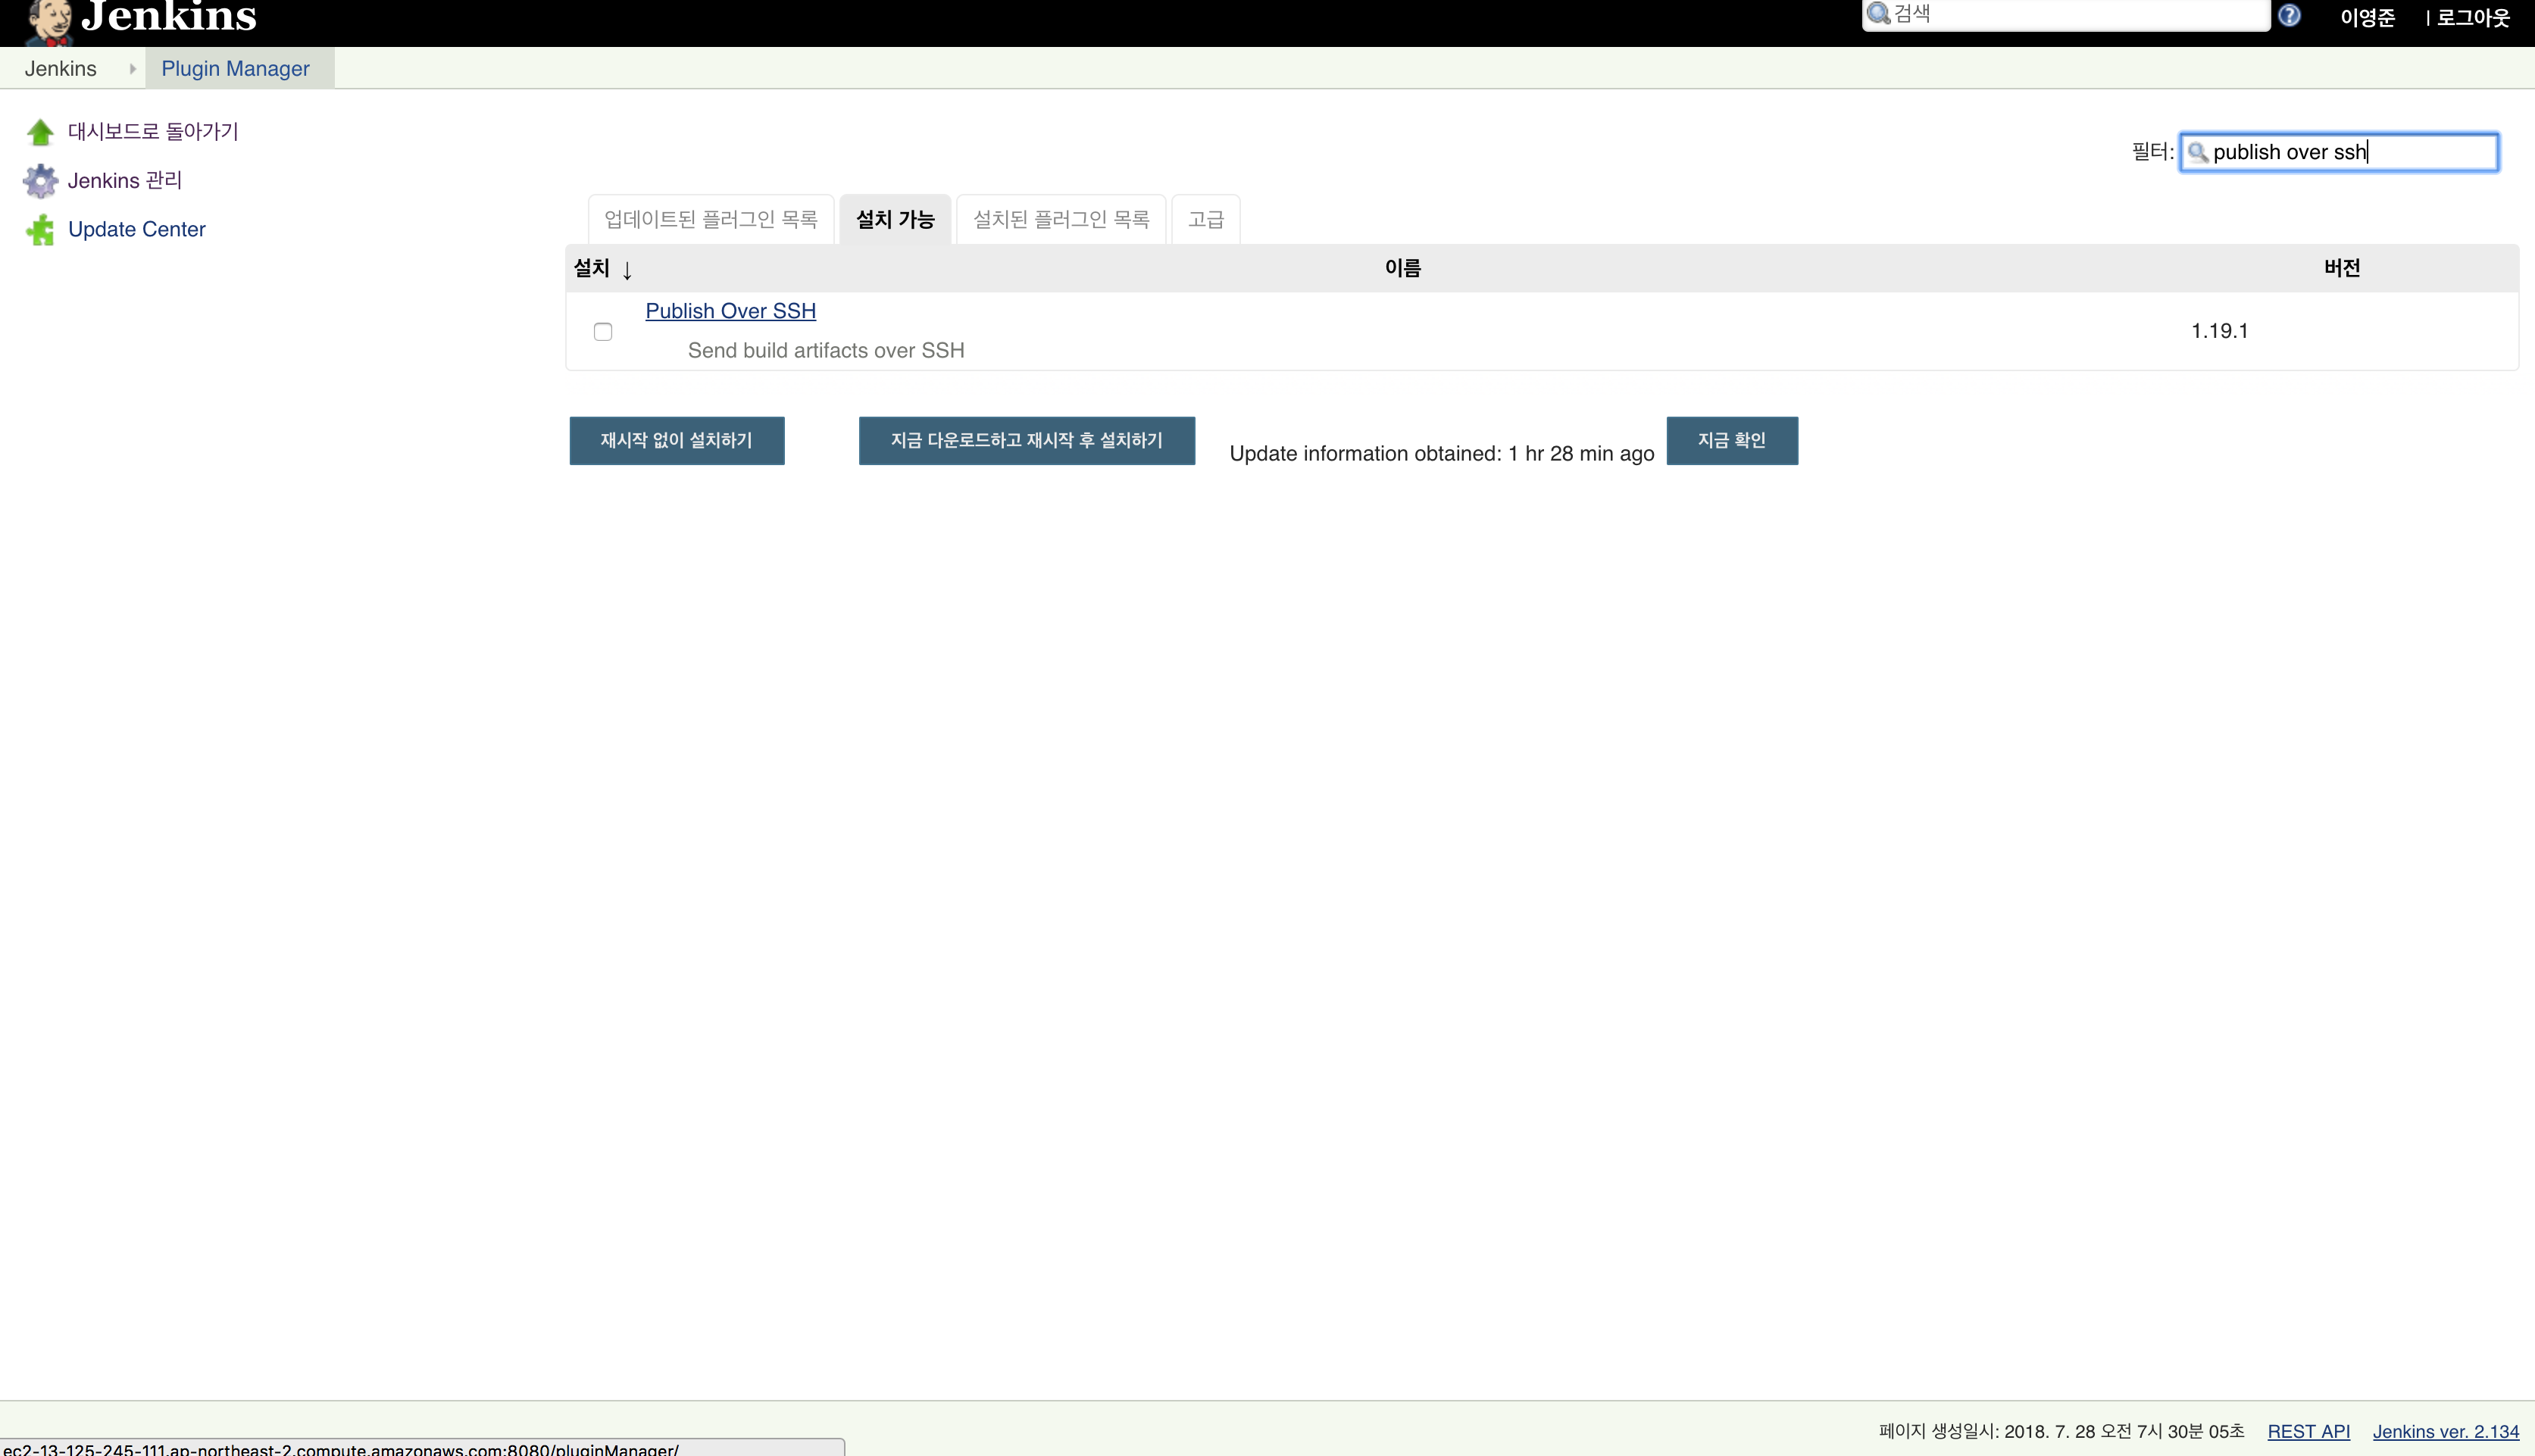 Jenkins
검색
이영준
| 로그아웃
Jenkins
Plugin Manager
대시보드로 돌아가기
Jenkins 관리
Update Center
필터:
publish over ssh
업데이트된 플러그인 목록
설치 가능
설치된 플러그인 목록
고급
설치 ↓
이름
버전
Publish Over SSH
Send build artifacts over SSH
1.19.1
재시작 없이 설치하기
지금 다운로드하고 재시작 후 설치하기
Update information obtained: 1 hr 28 min ago
지금 확인
페이지 생성일시: 2018. 7. 28 오전 7시 30분 05초
REST API
Jenkins ver. 2.134
ec2-13-125-245-111.ap-northeast-2.compute.amazonaws.com:8080/pluginManager/